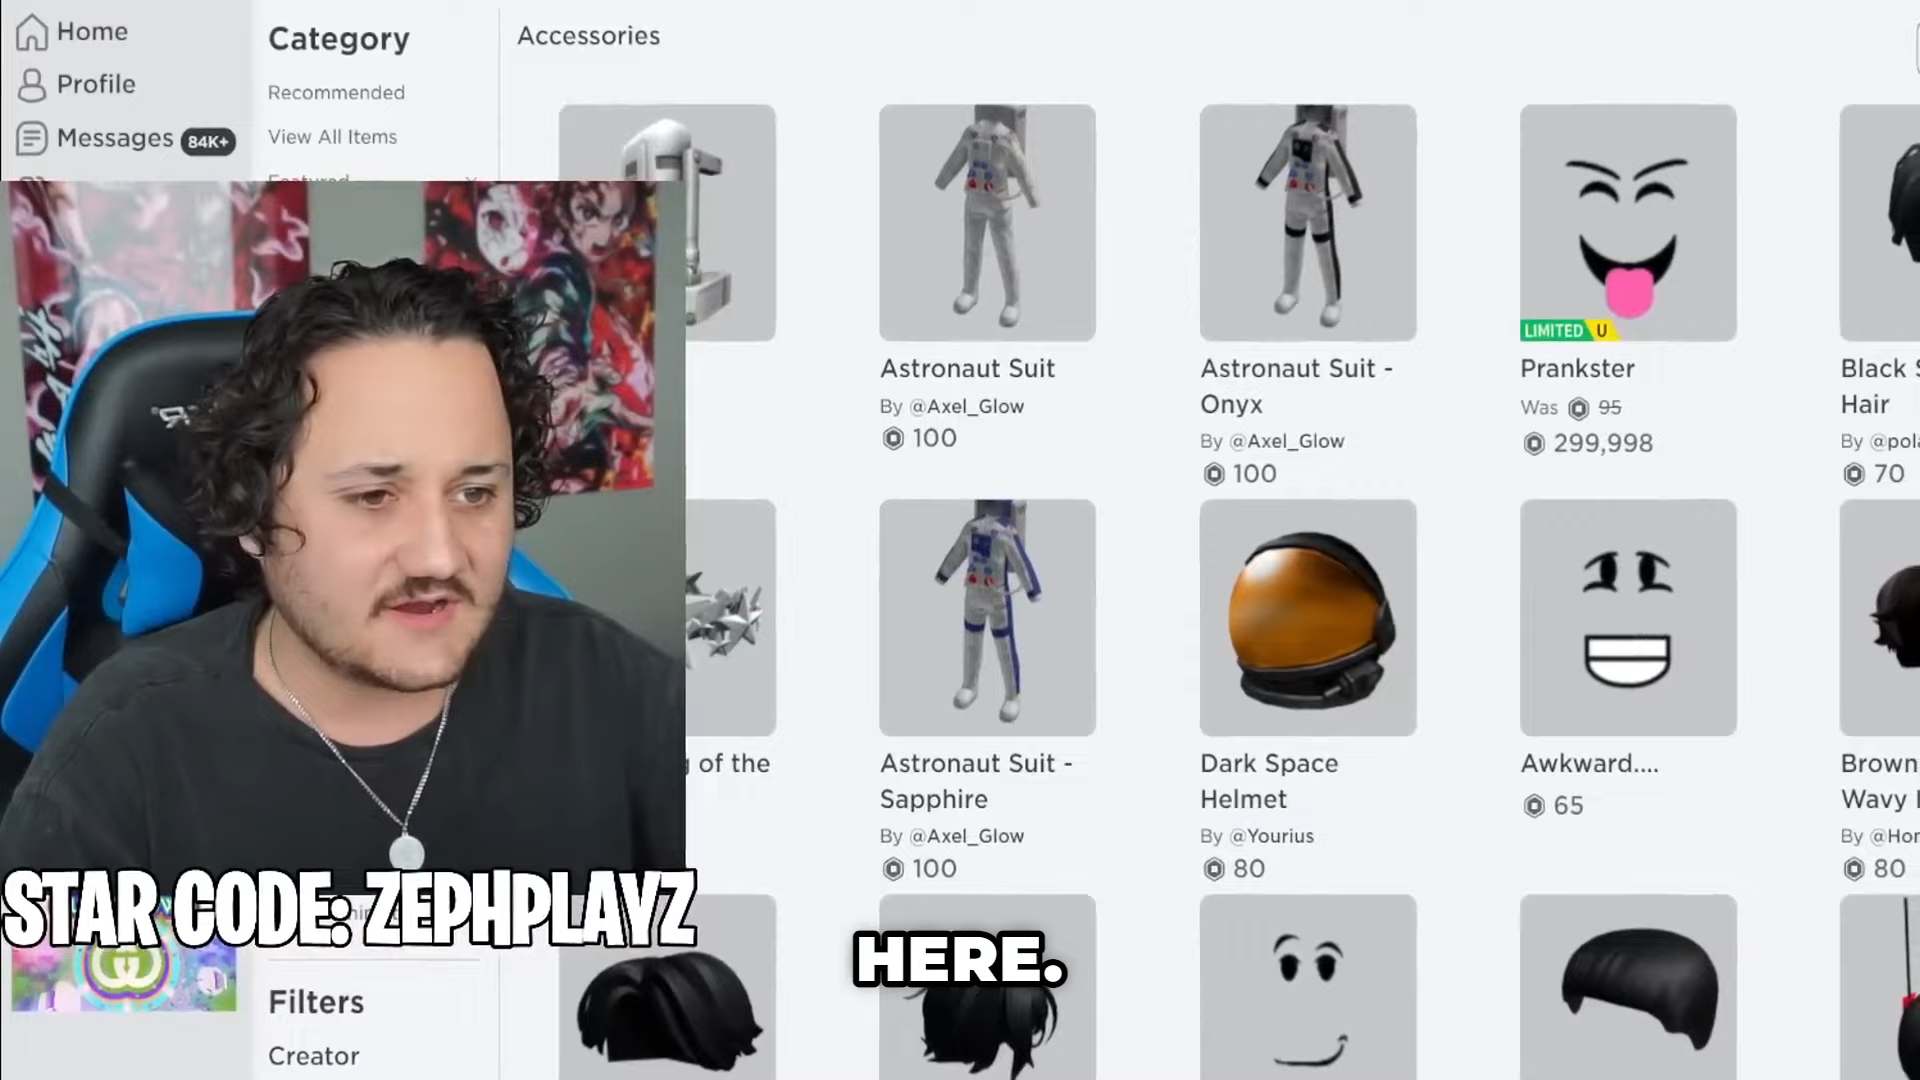 Home
Profile
Messages 84K+
Category
Recommended
View All Items
Featured
Accessories
LIMITED U
Astronaut Suit
By @Axel_Glow
100
Astronaut Suit -
Onyx
By @Axel_Glow
100
Prankster
Was 95
299,998
Black
Hair
70
of the
Astronaut Suit -
Sapphire
By @Axel_Glow
100
Dark Space
Helmet
By @Yourius
80
Awkward....
65
Brown
Wavy
80
STAR CODE: ZEPHPLAYZ
HERE.
Filters
Creator